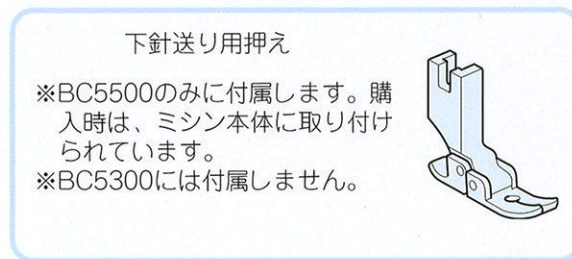 下針送り用押え
※BC5500のみに付属します。購
入時は、ミシン本体に取り付け
られています。
※BC5300には付属しません。